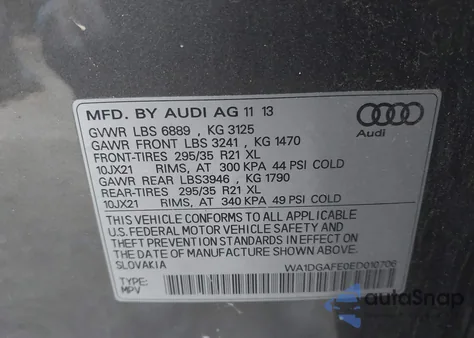 MFD. BY AUDI AG 11 13
GVWR LBS 6889 , KG 3125
GAWR FRONT LBS 3241 , KG 1470
FRONT-TIRES 295/35 R21 XL
10JX21 RIMS, AT 300 KPA 44 PSI COLD
GAWR REAR LBS3946 , KG 1790
REAR-TIRES 295/35 R21 XL
10JX21 RIMS, AT 340 KPA 49 PSI COLD
Audi
THIS VEHICLE CONFORMS TO ALL APPLICABLE
U.S. FEDERAL MOTOR VEHICLE SAFETY AND
THEFT PREVENTION STANDARDS IN EFFECT ON
THE DATE OF MANUFACTURE SHOWN ABOVE.
SLOVAKIA WA1DGAFE0ED010706
TYPE:
MPV
autoSnap